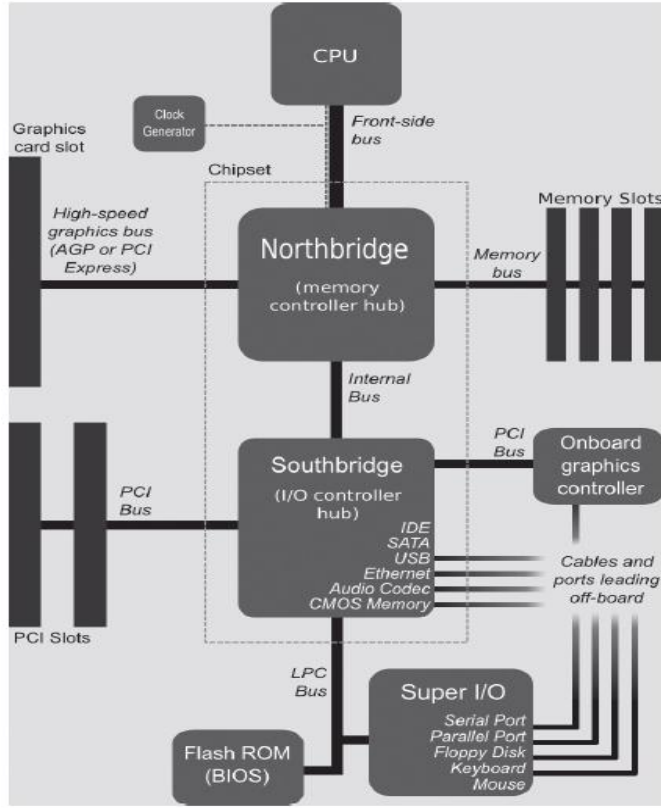 CPU
Clock
Generator
Front-side
bus
Graphics
card slot
Chipset
High-speed
graphics bus
(AGP or PCI
Express)
Northbridge
(memory
controller hub)
Memory Slots
Memory
bus
Internal
Bus
Southbridge
(I/O controller
hub)
PCI
Bus
Onboard
graphics
controller
PCI
Bus
IDE
SATA
USB
Ethernet
Audio Codec
CMOS Memory
Cables and
ports leading
off-board
PCI Slots
LPC
Bus
Super I/O
Serial Port
Parallel Port
Floppy Disk
Keyboard
Mouse
Flash ROM
(BIOS)